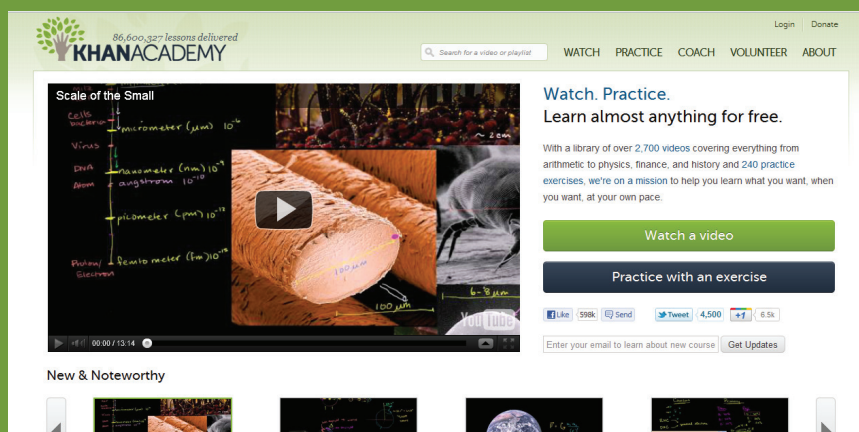 Login Donate
86,600,327 lessons delivered
KHANACADEMY
Search for a video or playlist
WATCH PRACTICE COACH VOLUNTEER ABOUT
Scale of the Small
Cells
bacteria
micrometer (µm) 10⁻⁶
Virus
DNA
nanometer (nm) 10⁻⁹
Atom
angstrom 10⁻¹⁰
picometer (pm) 10⁻¹²
Proton/
Electron
femtometer (fm) 10⁻¹⁵
~ 2cm
100 µm
100 µm
6-8 µm
YouTube
00:00 / 13:14
Watch. Practice.
Learn almost anything for free.
With a library of over 2,700 videos covering everything from
arithmetic to physics, finance, and history and 240 practice
exercises, we're on a mission to help you learn what you want, when
you want, at your own pace.
Watch a video
Practice with an exercise
Like 598k Send Tweet 4,500 +1 6.5k
Enter your email to learn about new course Get Updates
New & Noteworthy